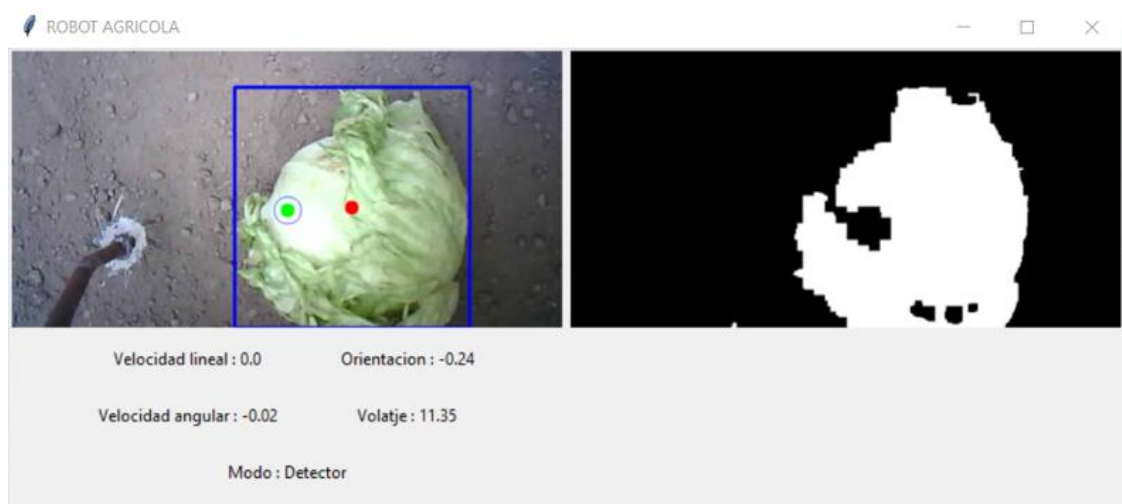 ROBOT AGRICOLA
Velocidad lineal : 0.0
Orientacion : -0.24
Velocidad angular : -0.02
Volatje : 11.35
Modo : Detector